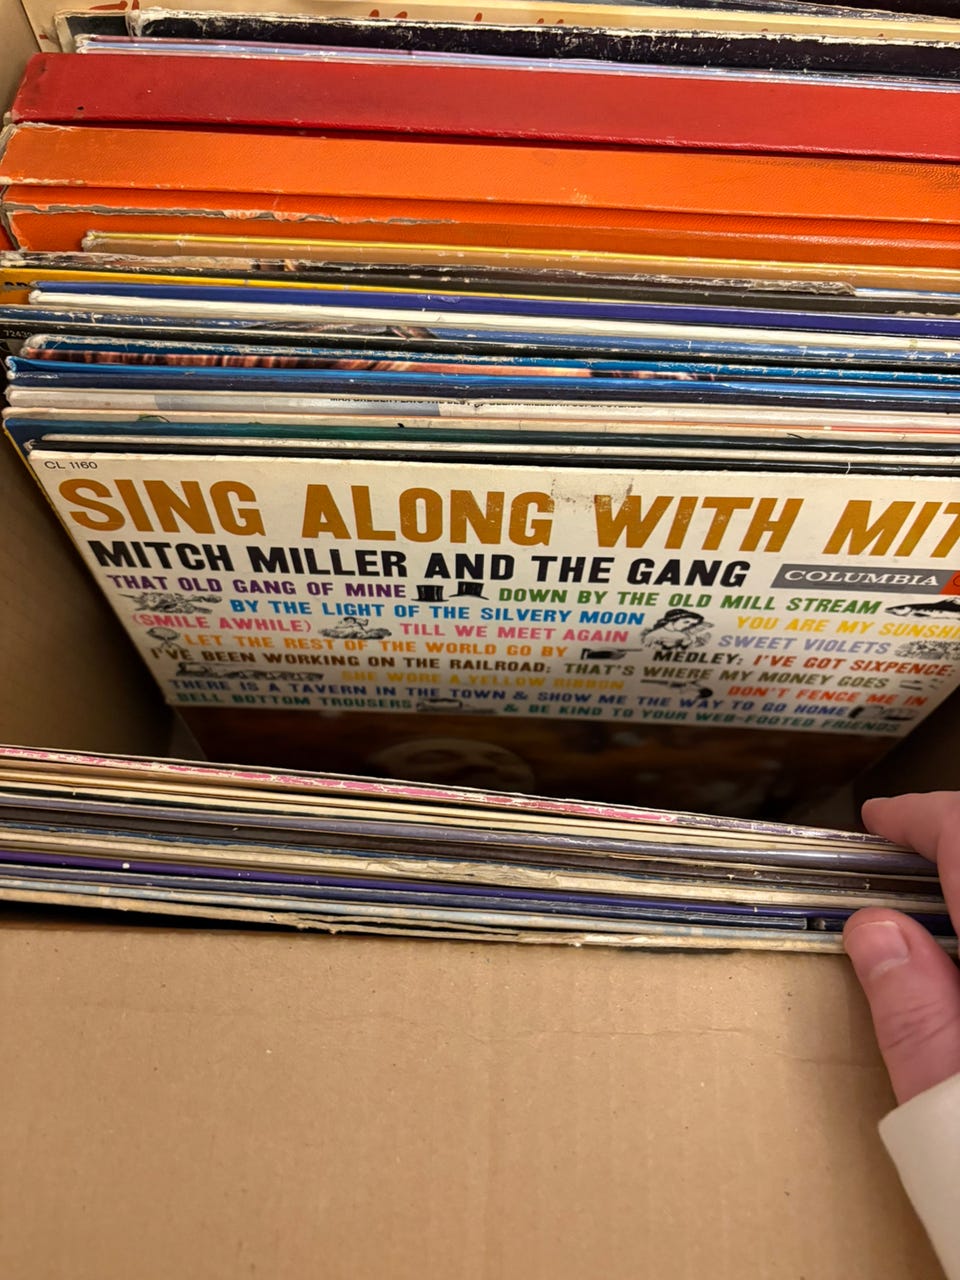 CL 1160
SING ALONG WITH MIT
MITCH MILLER AND THE GANG
COLUMBIA
THAT OLD GANG OF MINE DOWN BY THE OLD MILL STREAM
BY THE LIGHT OF THE SILVERY MOON YOU ARE MY SUNSHI
(SMILE AWHILE) TILL WE MEET AGAIN SWEET VIOLETS
LET THE REST OF THE WORLD GO BY MEDLEY: I'VE GOT SIXPENCE;
I'VE BEEN WORKING ON THE RAILROAD; THAT'S WHERE MY MONEY GOES
SHE WORE A YELLOW RIBBON DON'T FENCE ME IN
THERE IS A TAVERN IN THE TOWN & SHOW ME THE WAY TO GO HOME
BELL BOTTOM TROUSERS & BE KIND TO YOUR WEB-FOOTED FRIENDS